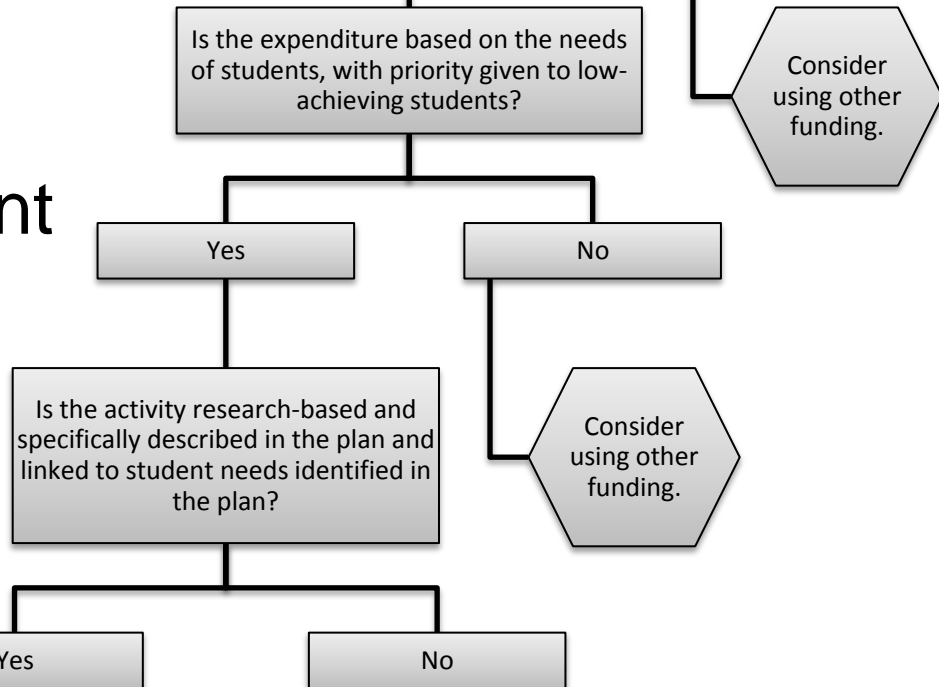 Is the expenditure based on the needs
of students, with priority given to low-
achieving students?
Consider
using other
funding.
nt
Yes
No
Is the activity research-based and
specifically described in the plan and
linked to student needs identified in
the plan?
Consider
using other
funding.
Yes
No